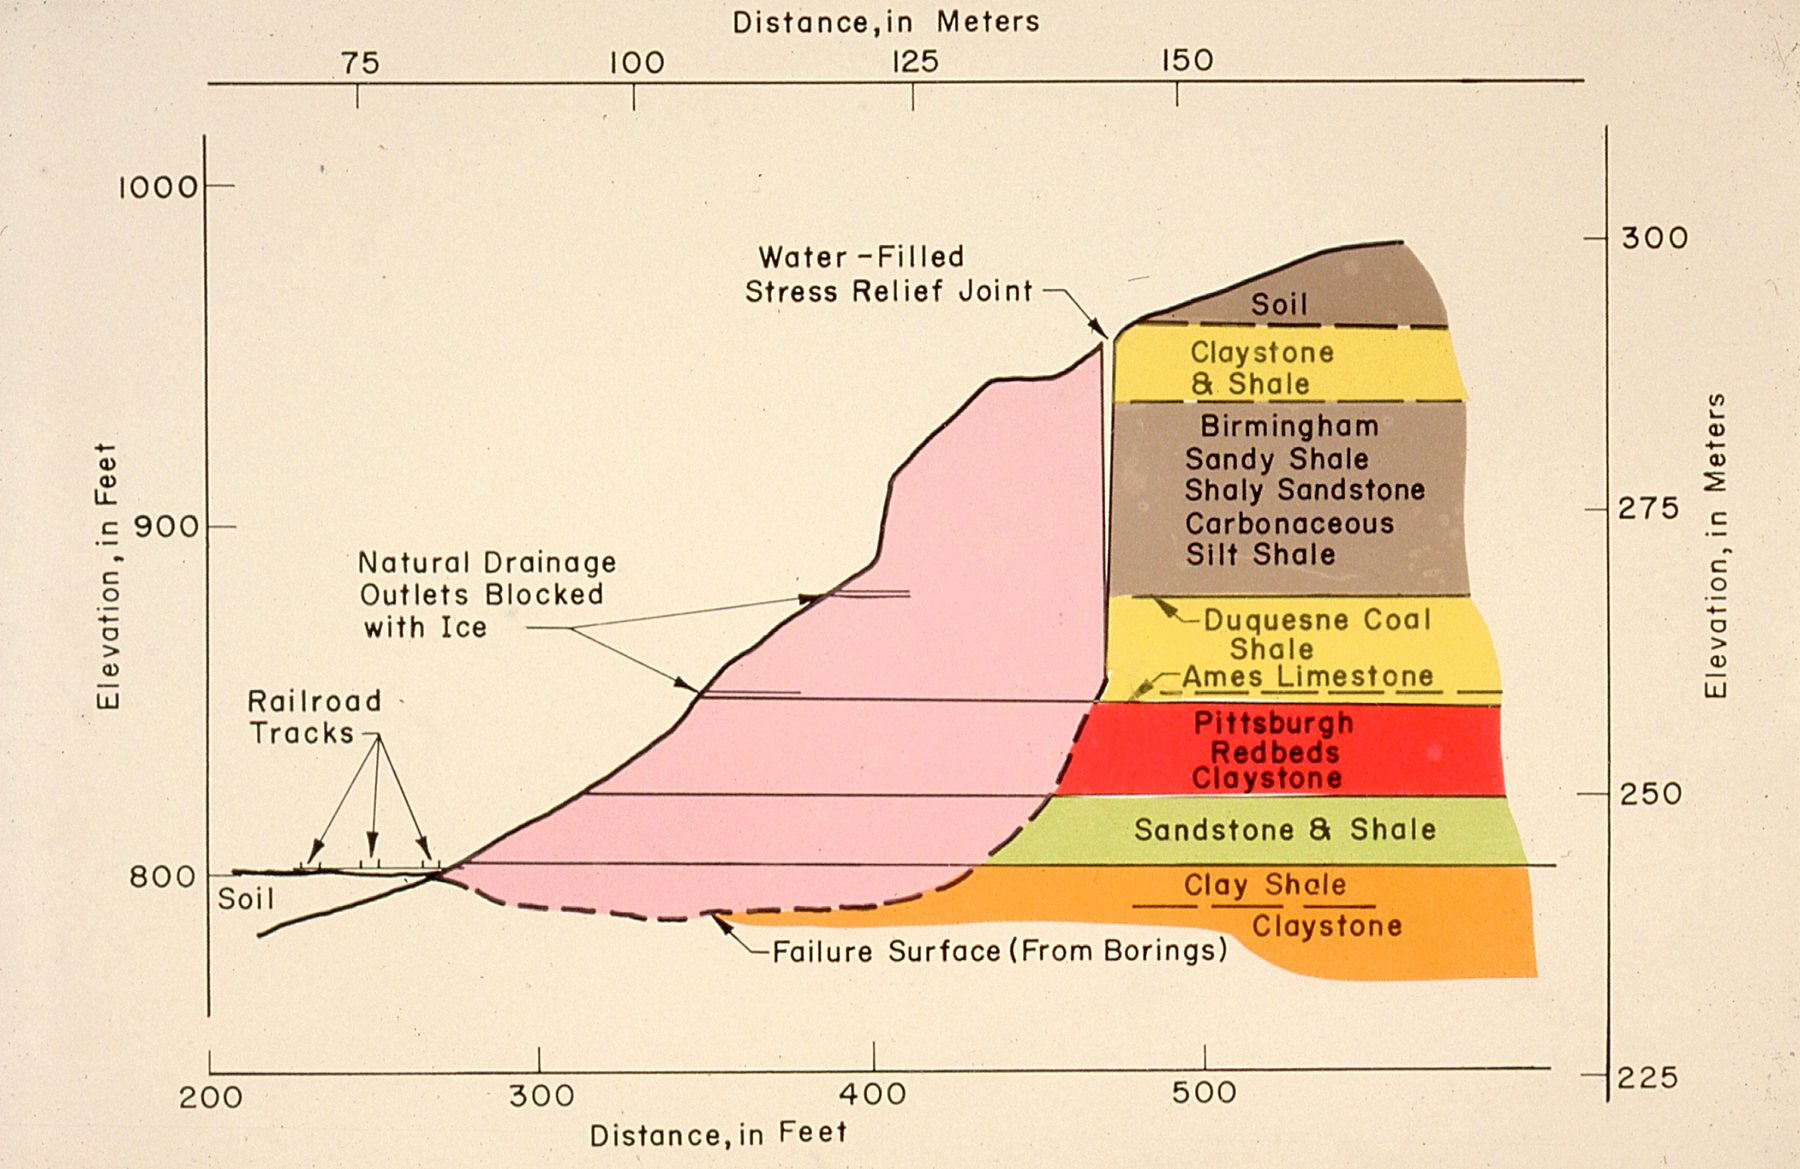 Distance, in Meters
75 100 125 150
1000
900
800
Elevation, in Feet
300
275
250
225
Elevation, in Meters
Water-Filled
Stress Relief Joint
Natural Drainage
Outlets Blocked
with Ice
Railroad
Tracks
Soil
Soil
Claystone
& Shale
Birmingham
Sandy Shale
Shaly Sandstone
Carbonaceous
Silt Shale
Duquesne Coal
Shale
Ames Limestone
Pittsburgh
Redbeds
Claystone
Sandstone & Shale
Clay Shale
Claystone
Failure Surface (From Borings)
200 300 400 500
Distance, in Feet